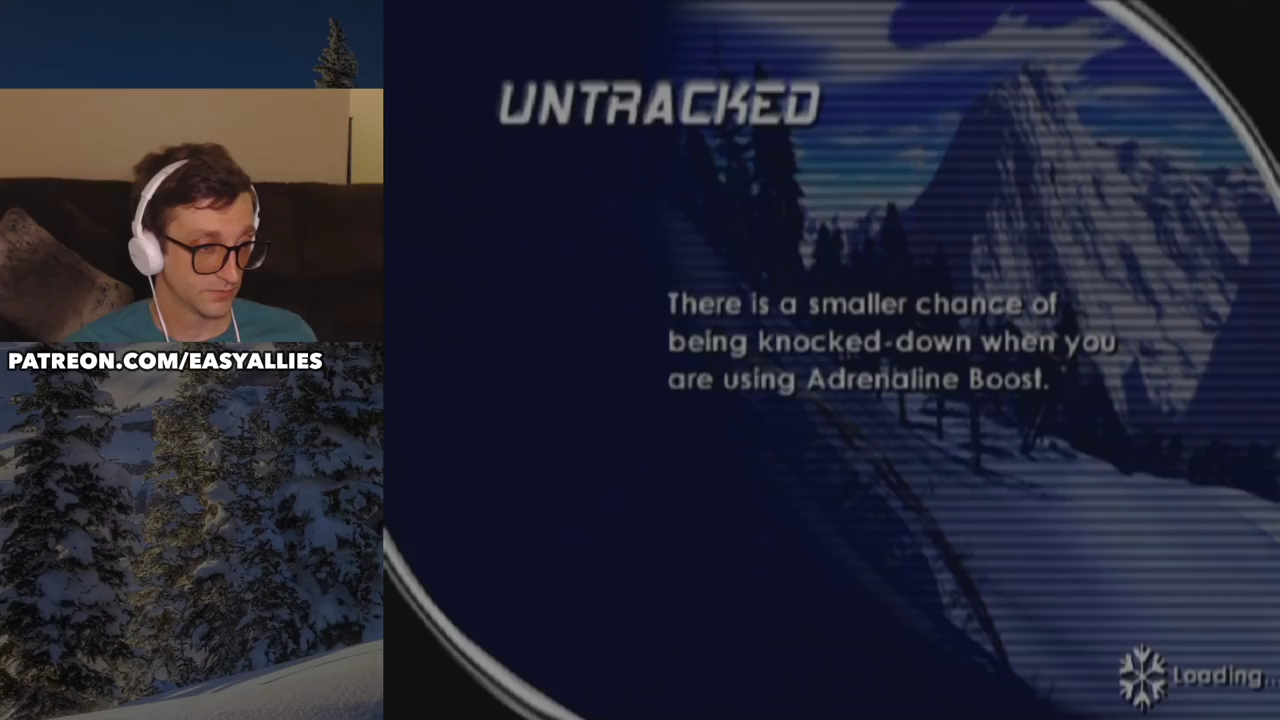 UNTRACKED
There is a smaller chance of
being knocked-down when you
are using Adrenaline Boost.
PATREON.COM/EASYALLIES
Loading...